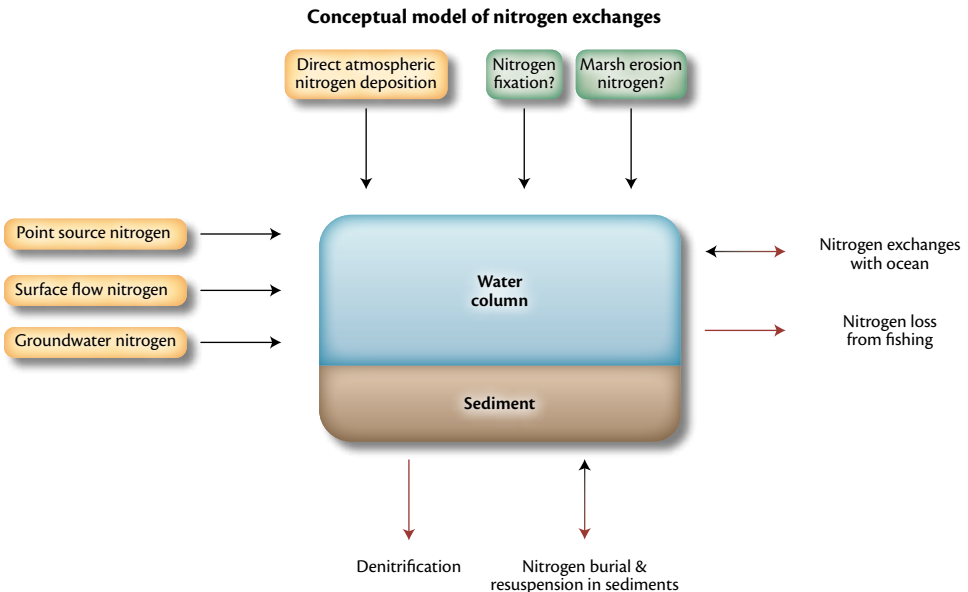 Conceptual model of nitrogen exchanges
Direct atmospheric
nitrogen deposition
Nitrogen
fixation?
Marsh erosion
nitrogen?
Point source nitrogen
Surface flow nitrogen
Groundwater nitrogen
Water
column
Sediment
Nitrogen exchanges
with ocean
Nitrogen loss
from fishing
Denitrification
Nitrogen burial &
resuspension in sediments